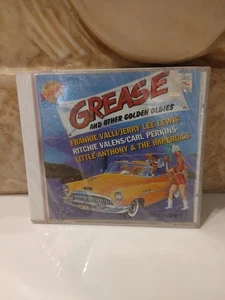 GREASE
AND OTHER GOLDEN OLDIES
FRANKIE VALLI/JERRY LEE LEWIS
RITCHIE VALENS/CARL PERKINS
LITTLE ANTHONY & THE IMPERIALS